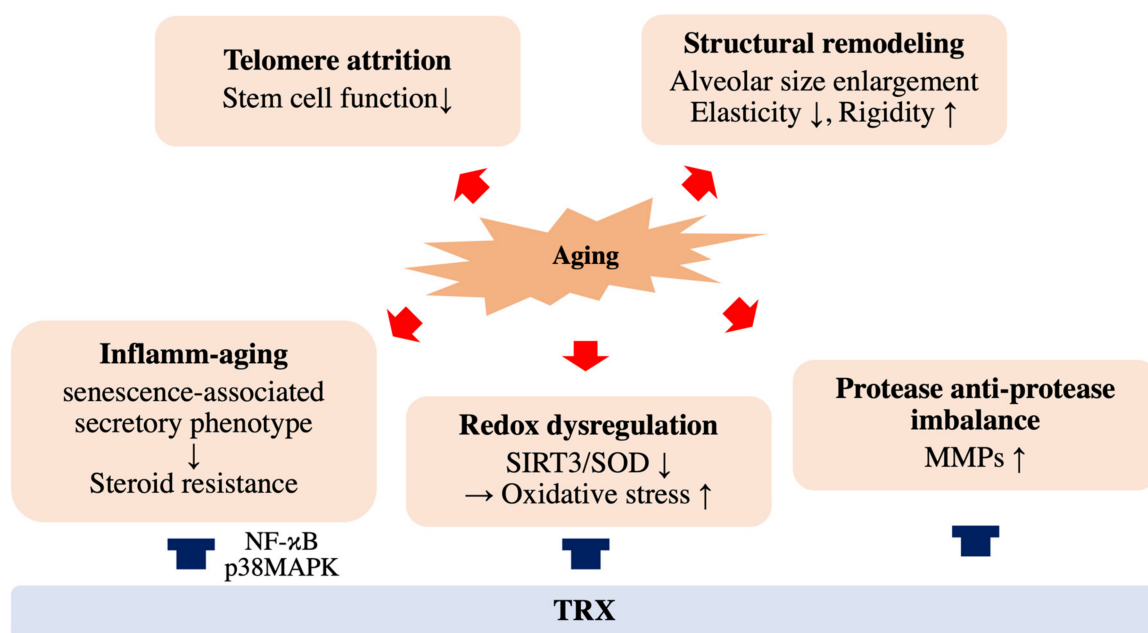 Telomere attrition
Stem cell function↓
Structural remodeling
Alveolar size enlargement
Elasticity ↓, Rigidity ↑
Aging
Inflamm-aging
senescence-associated
secretory phenotype
↓
Steroid resistance
Redox dysregulation
SIRT3/SOD ↓
→ Oxidative stress ↑
Protease anti-protease
imbalance
MMPs ↑
NF-ϰB
p38MAPK
TRX